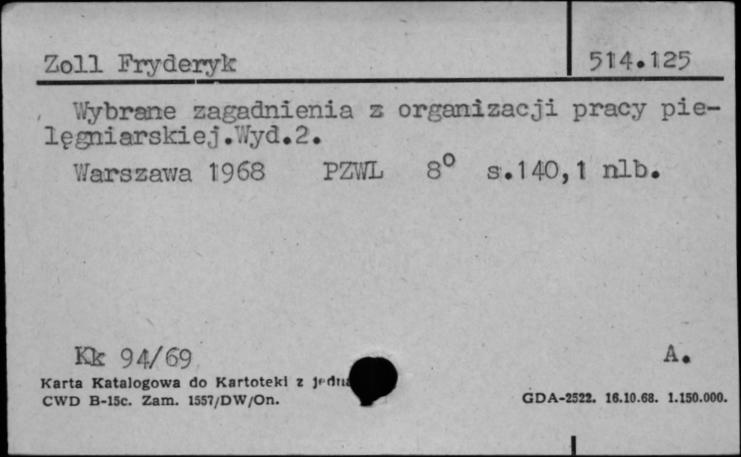 Zoll Fryderyk 514.125
Wybrane zagadnienia z organizacji pracy pie-
lęgniarskiej.Wyd.2.
Warszawa 1968 PZWL 8° s.140,1 nlb.
Kk 94/69 A.
Karta Katalogowa do Kartoteki z
CWD B-15c. Zam. 1557/DW/On. GDA-2522. 16.10.68. 1.150.000.